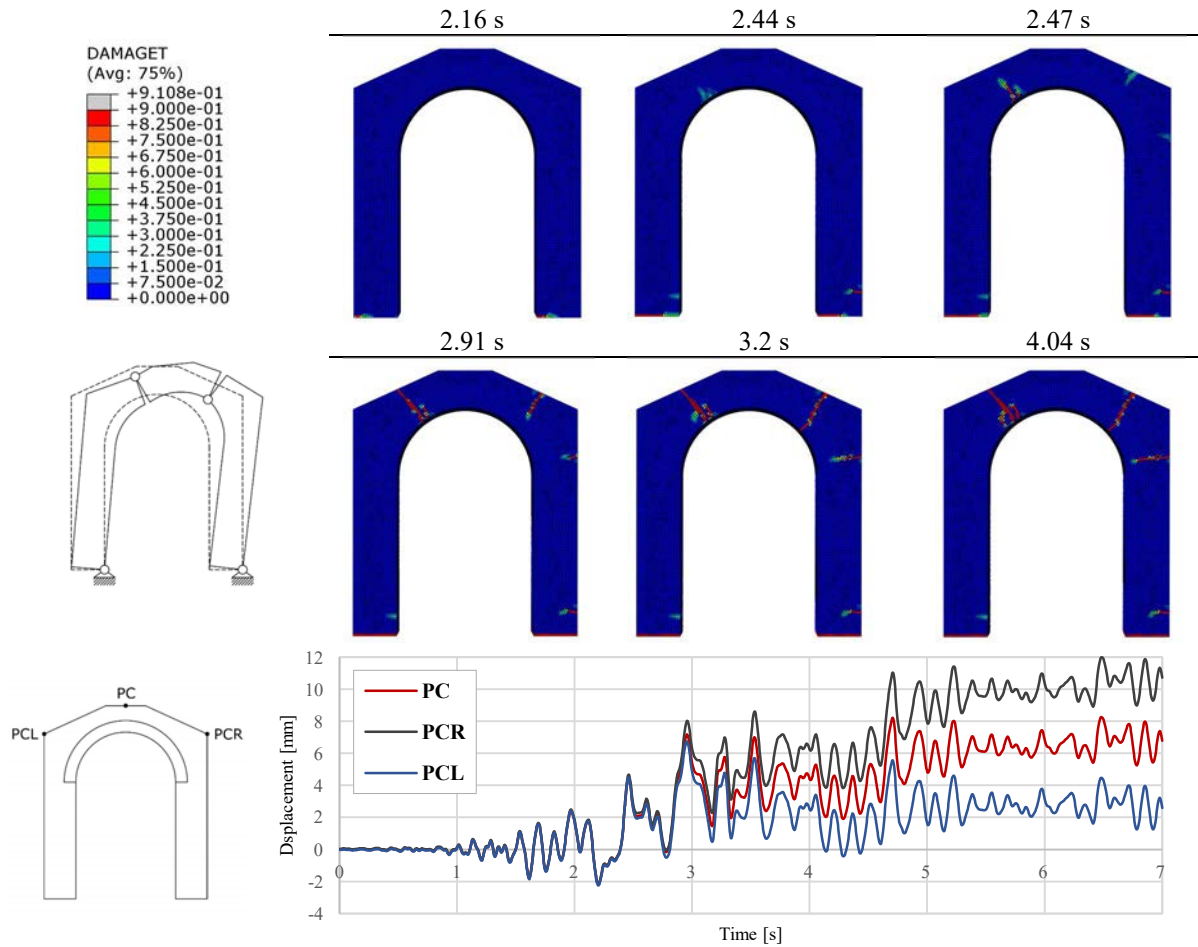 2.16 s 2.44 s 2.47 s
DAMAGET
(Avg: 75%)
+9.108e-01
+9.000e-01
+8.250e-01
+7.500e-01
+6.750e-01
+6.000e-01
+5.250e-01
+4.500e-01
+3.750e-01
+3.000e-01
+2.250e-01
+1.500e-01
+7.500e-02
+0.000e+00
2.91 s 3.2 s 4.04 s
PC
PCL PCR
Dsplacement [mm]
12
10
8
6
4
2
0
-2
-4
PC
PCR
PCL
0 1 2 3 4 5 6 7
Time [s]